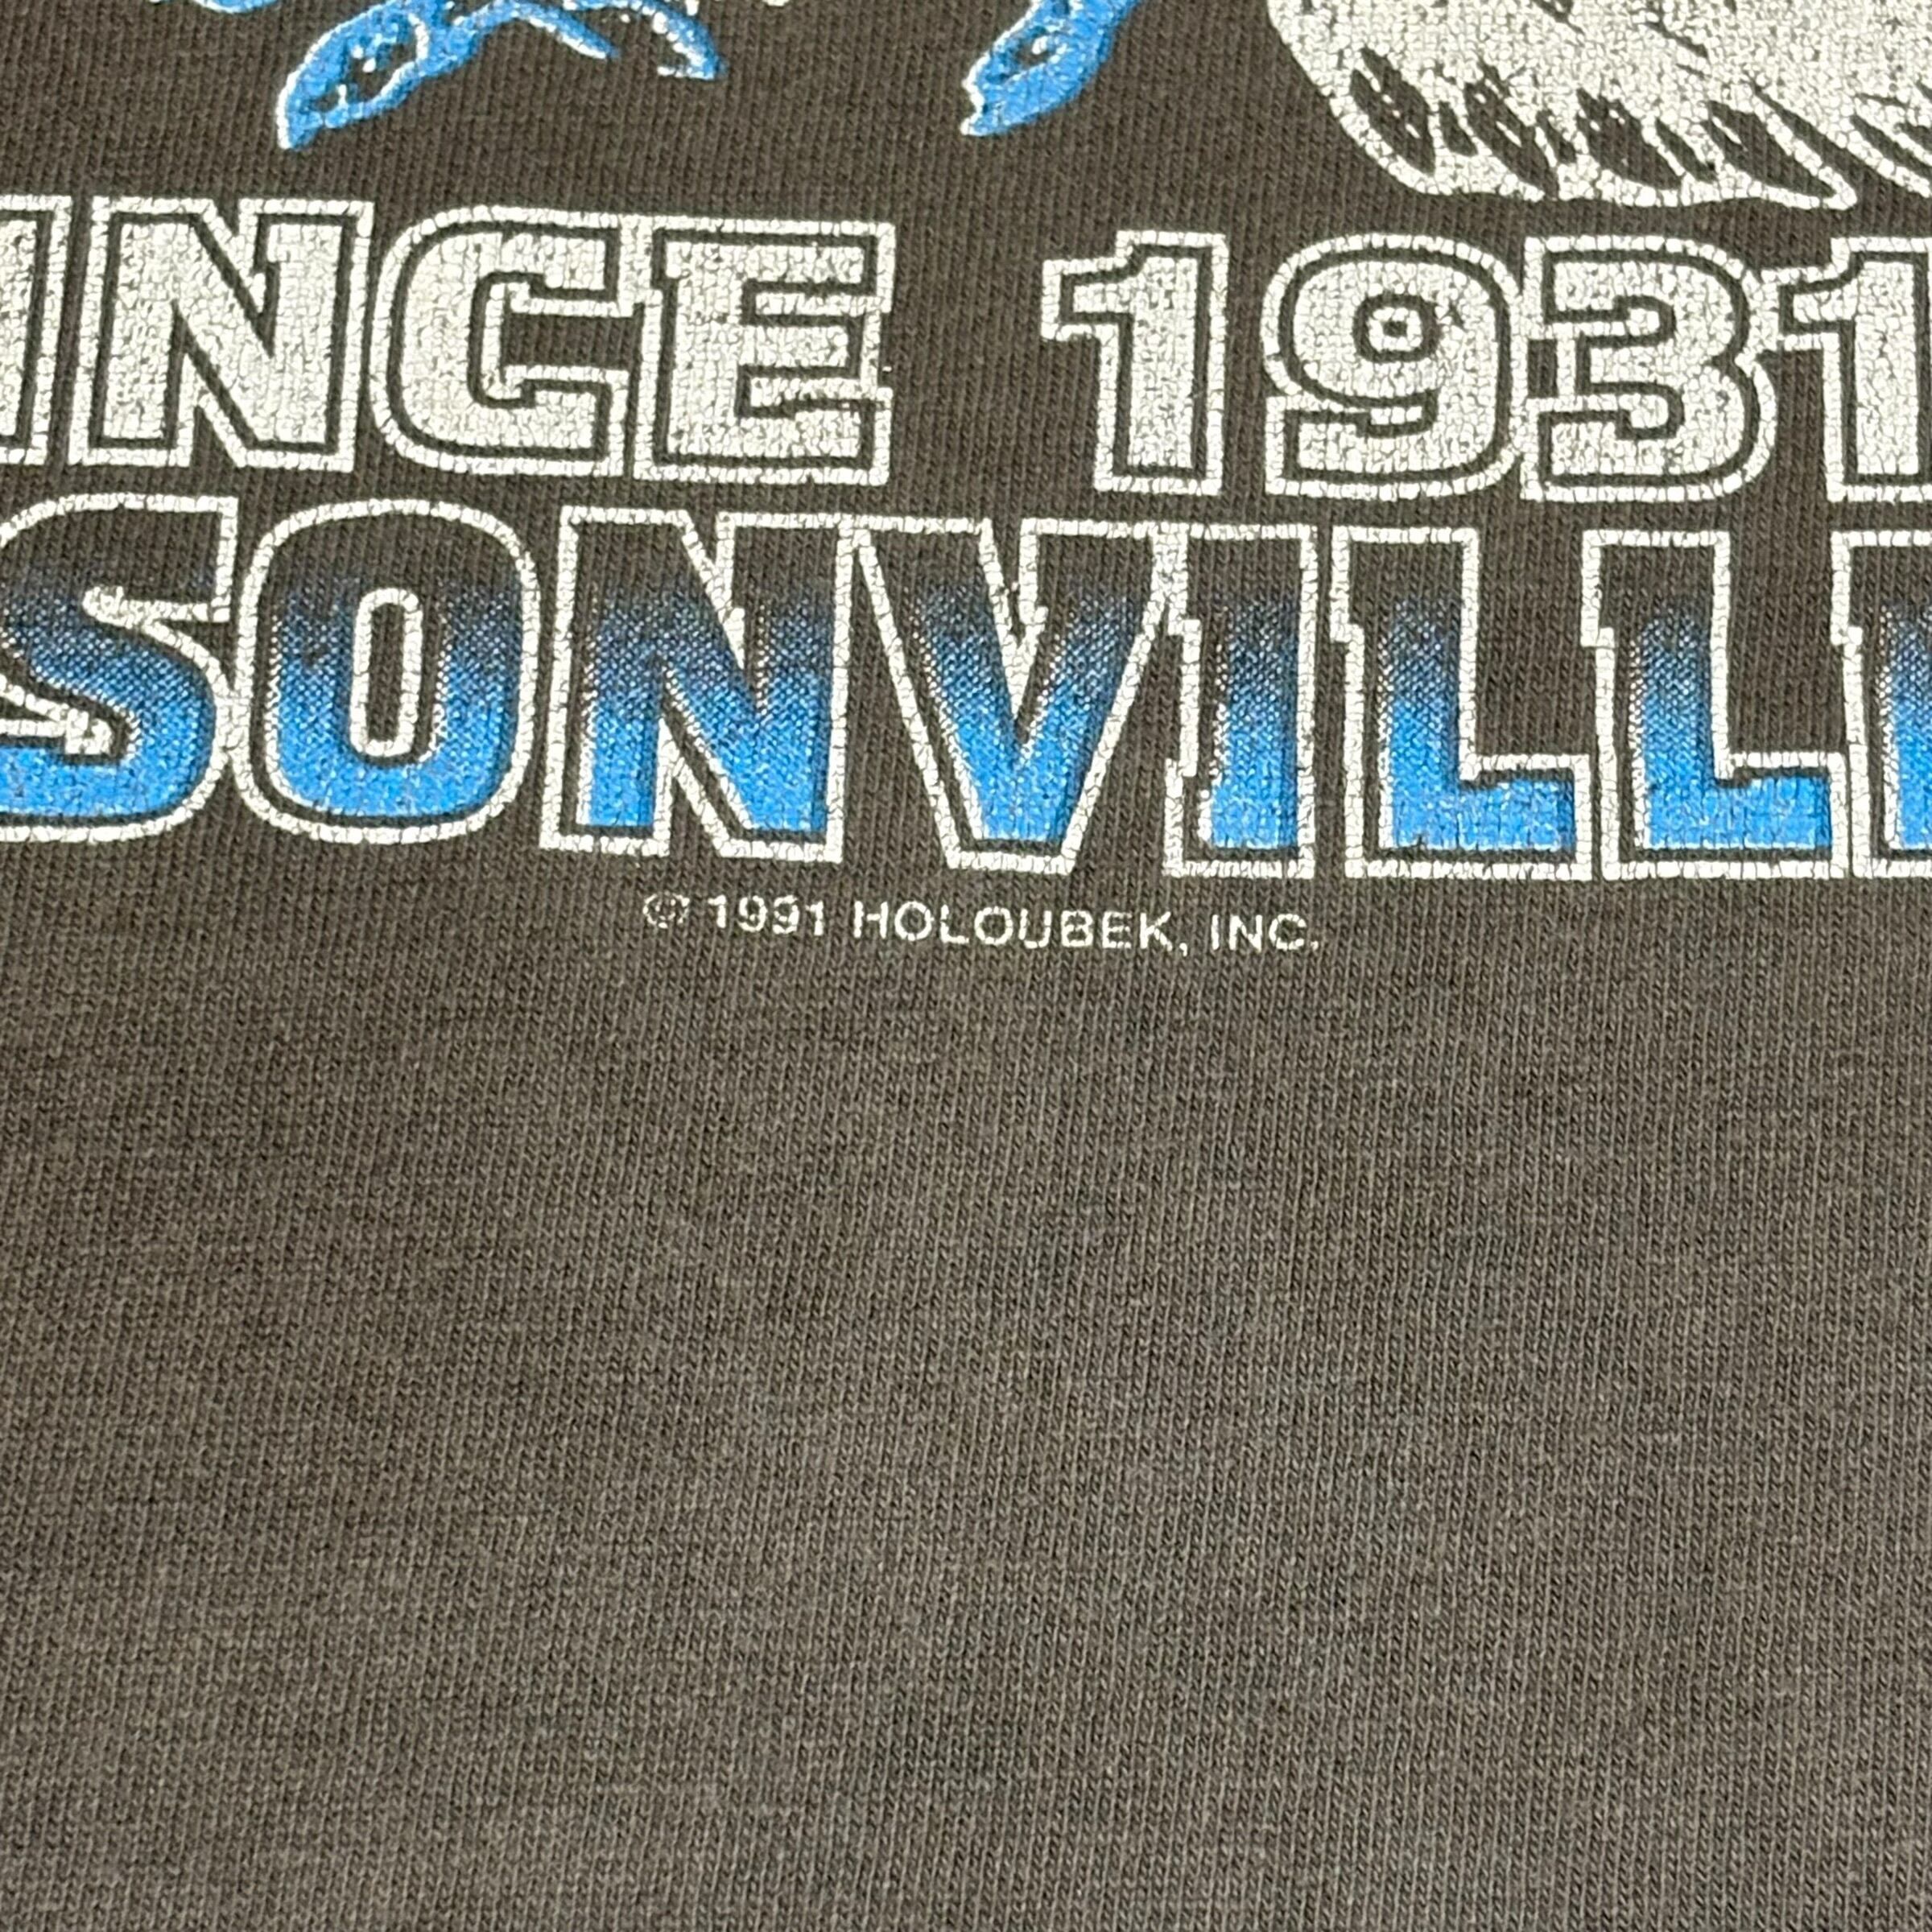 INCE 1931
SONVILL
© 1991 HOLOUBEK, INC.